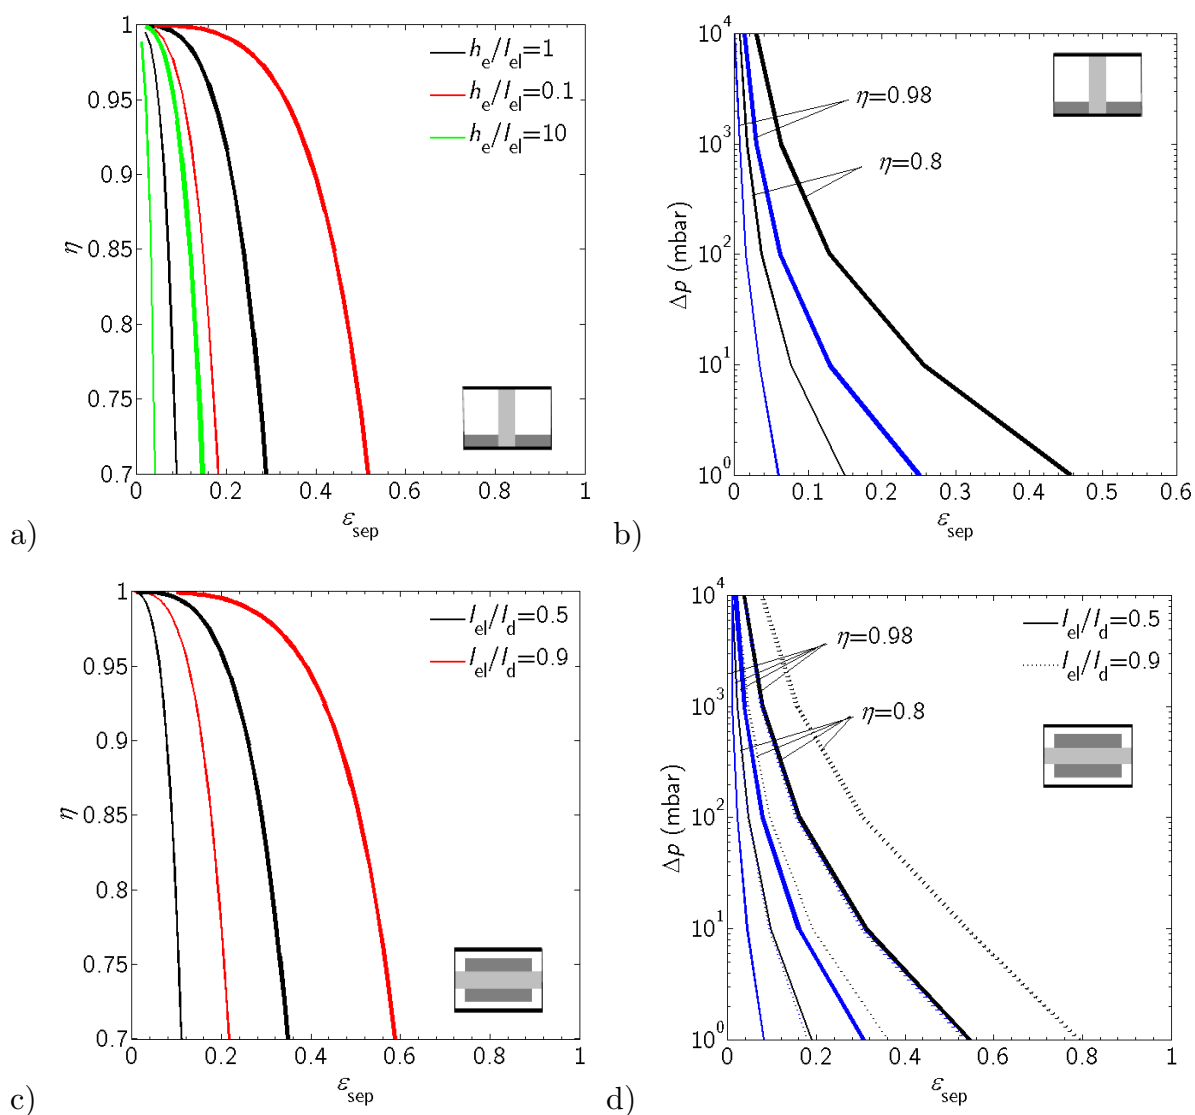 1
0.95
0.9
0.85
0.8
0.75
0.7
η
0 0.2 0.4 0.6 0.8 1
ε_sep
h_e/l_el=1
h_e/l_el=0.1
h_e/l_el=10
a)
10^4
10^3
10^2
10^1
10^0
Δp (mbar)
0 0.1 0.2 0.3 0.4 0.5 0.6
ε_sep
η=0.98
η=0.8
b)
1
0.95
0.9
0.85
0.8
0.75
0.7
η
0 0.2 0.4 0.6 0.8 1
ε_sep
l_el/l_d=0.5
l_el/l_d=0.9
c)
10^4
10^3
10^2
10^1
10^0
Δp (mbar)
0 0.2 0.4 0.6 0.8 1
ε_sep
η=0.98
η=0.8
l_el/l_d=0.5
l_el/l_d=0.9
d)